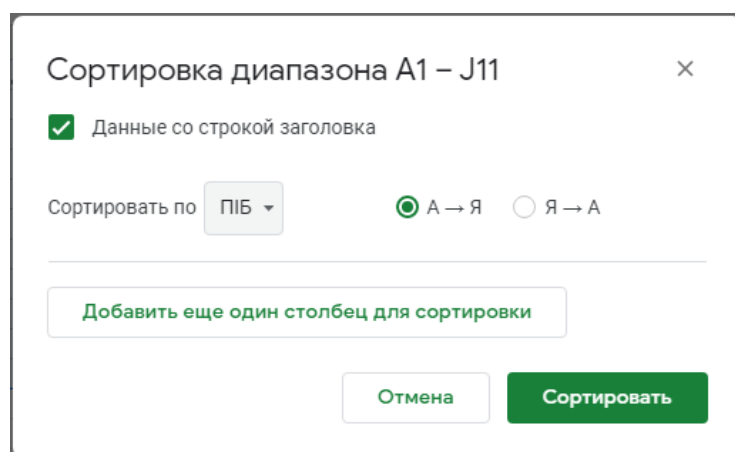 Сортировка диапазона A1 – J11
Данные со строкой заголовка
Сортировать по ПІБ А → Я Я → А
Добавить еще один столбец для сортировки
Отмена Сортировать